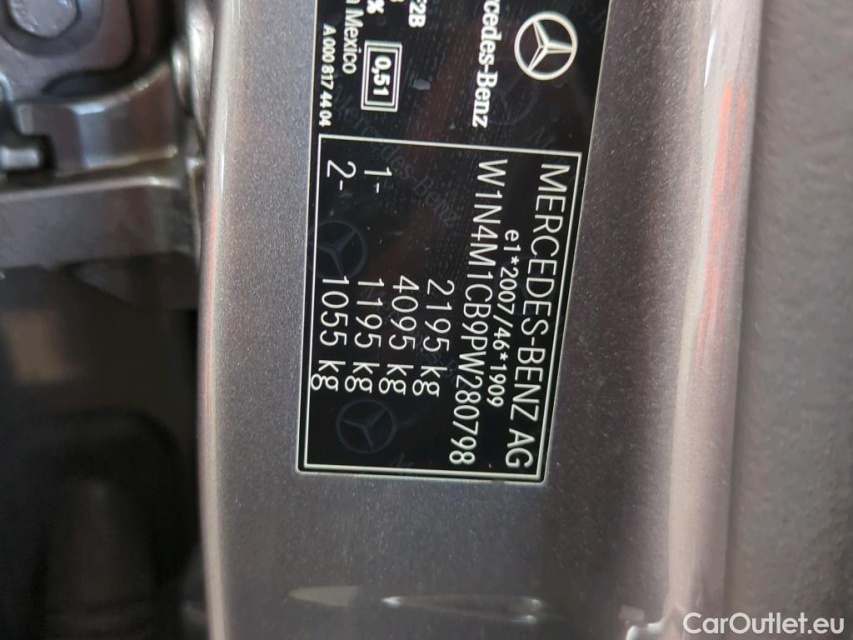 Mercedes-Benz
0,51
Mexico
A 000 817 44 04
MERCEDES-BENZ AG
e1*2007/46*1909
W1N4M1CB9PW280798
2195 kg
4095 kg
1- 1195 kg
2- 1055 kg
CarOutlet.eu